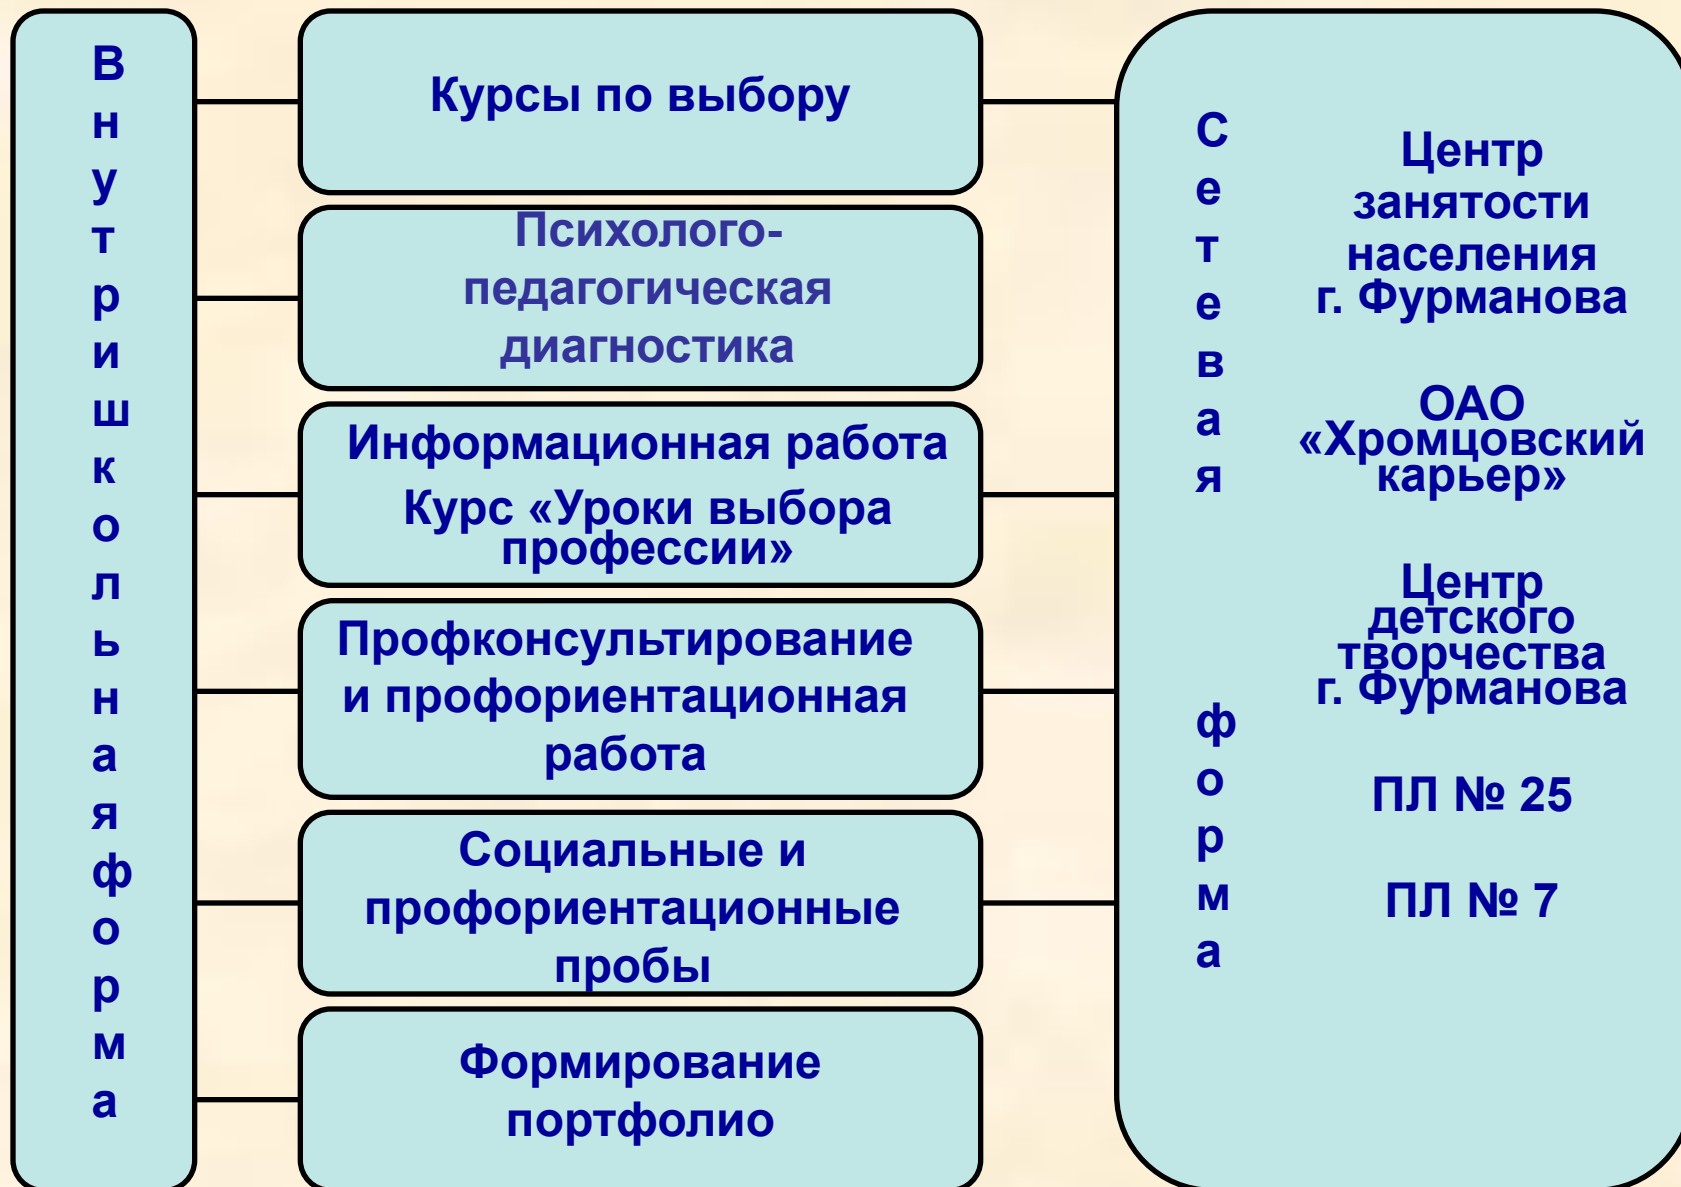 Внутришкольная форма
Курсы по выбору
Психолого-
педагогическая
диагностика
Информационная работа
Курс «Уроки выбора
профессии»
Профконсультирование
и профориентационная
работа
Социальные и
профориентационные
пробы
Формирование
портфолио
Сетевая форма
Центр
занятости
населения
г. Фурманова
ОАО
«Хромцовский
карьер»
Центр
детского
творчества
г. Фурманова
ПЛ № 25
ПЛ № 7